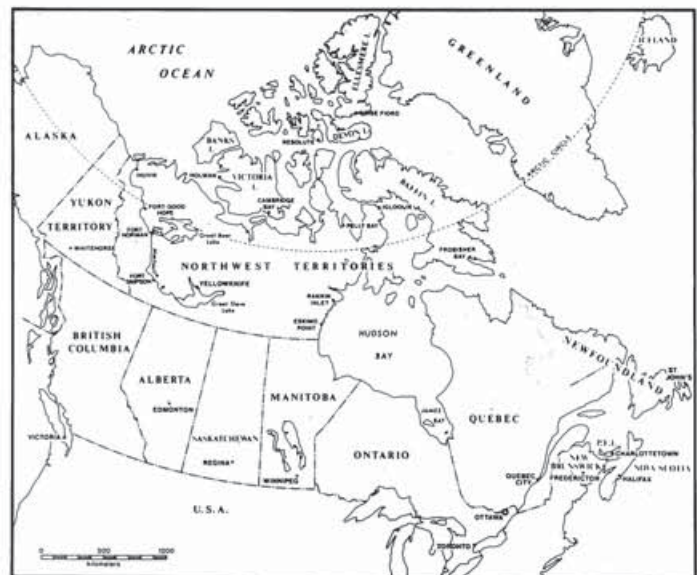 ARCTIC
OCEAN
GREENLAND
ICELAND
ELLESMERE I.
GRISE FIORD
DEVON I.
RESOLUTE
ARCTIC CIRCLE
ALASKA
BANKS
I.
HOLMAN
VICTORIA
I.
BAFFIN I.
INUVIK
YUKON
TERRITORY
WHITEHORSE
FORT GOOD
HOPE
FORT
NORMAN
Great Bear
Lake
CAMBRIDGE
BAY
IGLOOLIK
PELLY BAY
FROBISHER
BAY
NORTHWEST TERRITORIES
FORT
SIMPSON
YELLOWKNIFE
Great Slave
Lake
RANKIN
INLET
ESKIMO
POINT
HUDSON
BAY
BRITISH
COLUMBIA
ALBERTA
EDMONTON
SASKATCHEWAN
REGINA
MANITOBA
WINNIPEG
ONTARIO
JAMES
BAY
QUEBEC
NEWFOUNDLAND
ST
JOHN'S
VICTORIA
P.E.I.
CHARLOTTETOWN
NEW
BRUNSWICK
NOVA SCOTIA
QUEBEC
CITY
FREDERICTON
HALIFAX
OTTAWA
TORONTO
U.S.A.
0 500 1000
kilometers